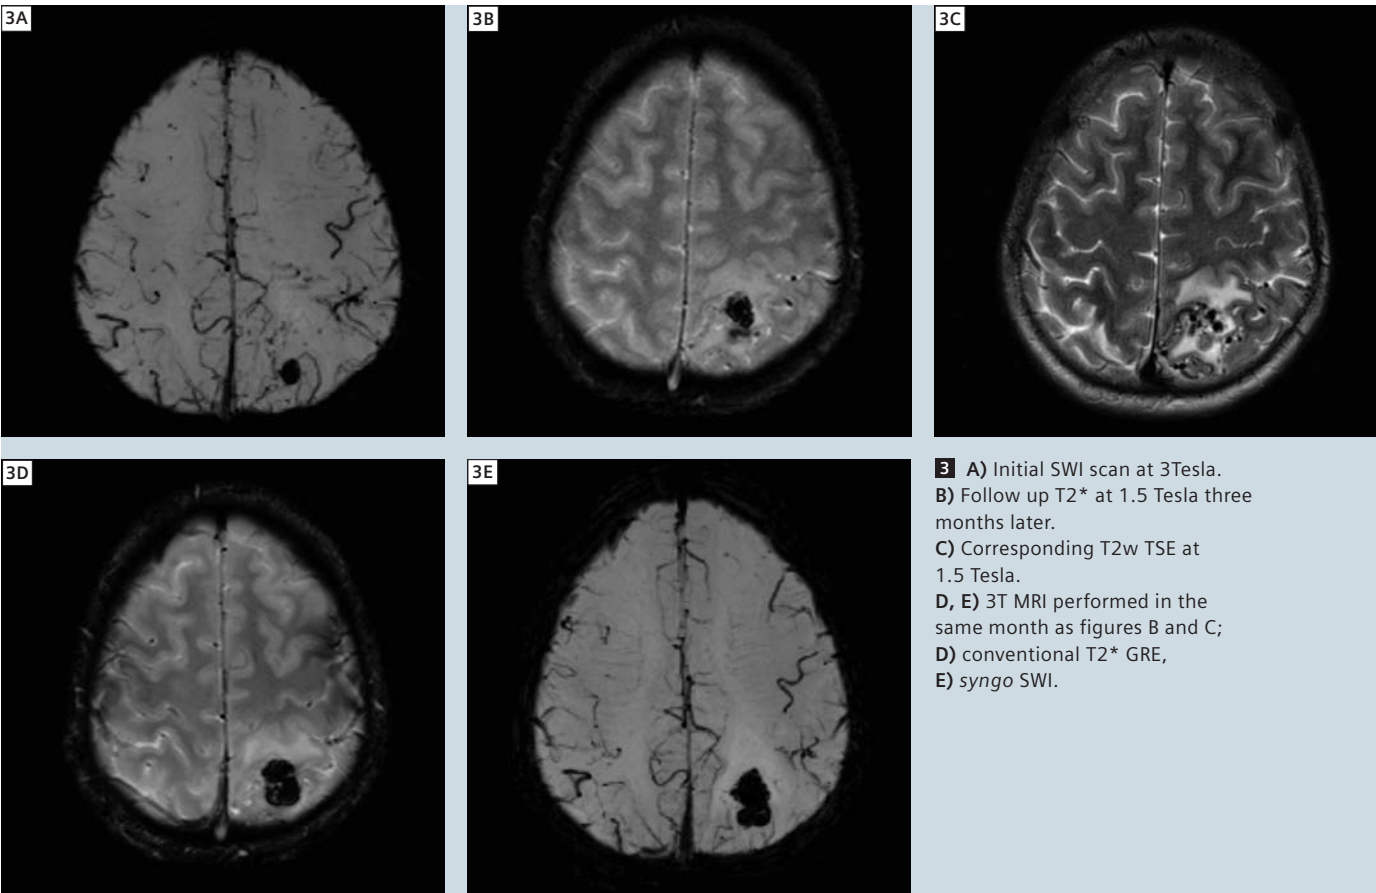 3A
3B
3C
3D
3E
3 A) Initial SWI scan at 3Tesla.
B) Follow up T2* at 1.5 Tesla three
months later.
C) Corresponding T2w TSE at
1.5 Tesla.
D, E) 3T MRI performed in the
same month as figures B and C;
D) conventional T2* GRE,
E) syngo SWI.